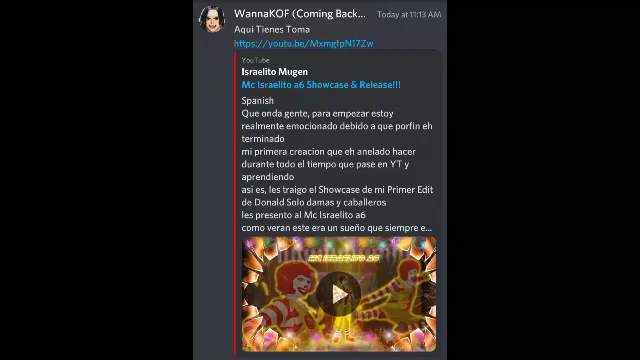 WannaKOF (Coming Back... Today at 11:13 AM
Aqui Tienes Toma
https://youtu.be/MxmgfpN17Zw
YouTube
Israelito Mugen
Mc Israelito a6 Showcase & Release!!!
Spanish
Que onda gente, para empezar estoy
realmente emocionado debido a que porfin eh
terminado
mi primera creacion que eh anelado hacer
durante todo el tiempo que pase en YT y
aprendiendo
asi es, les traigo el Showcase de mi Primer Edit
de Donald Solo damas y caballeros
les presento al Mc Israelito a6
como veran este era un sueño que siempre e...
ISRAELITO A6